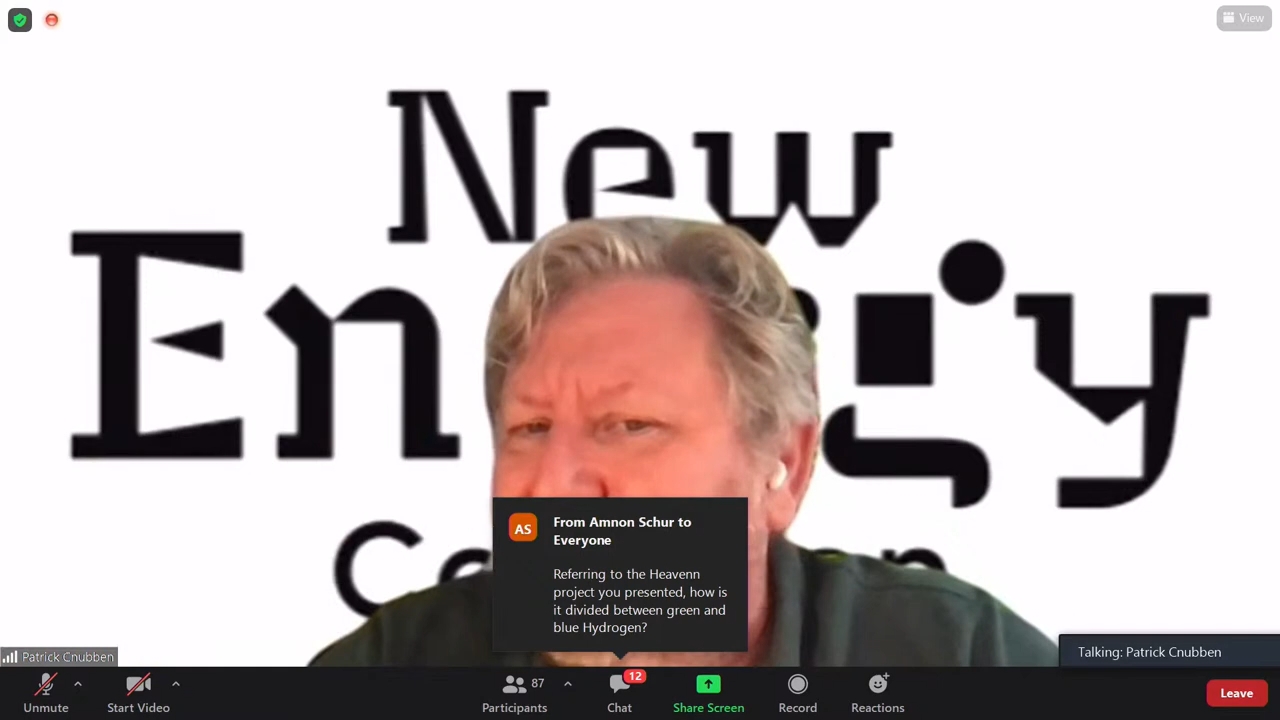 View
New
En gy
Co n
AS
From Amnon Schur to
Everyone
Referring to the Heavenn
project you presented, how is
it divided between green and
blue Hydrogen?
Patrick Cnubben
Talking: Patrick Cnubben
87
12
Unmute
Start Video
Participants
Chat
Share Screen
Record
Reactions
Leave